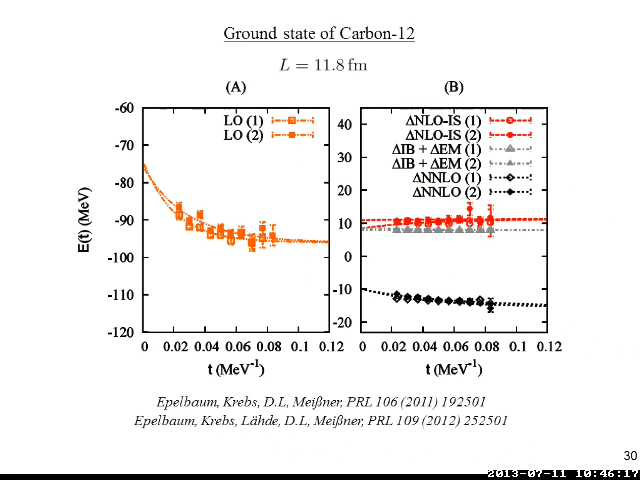 Ground state of Carbon-12
L = 11.8 fm
(A)
(B)
-60
-70
-80
-90
-100
-110
-120
E(t) (MeV)
LO (1)
LO (2)
0 0.02 0.04 0.06 0.08 0.1 0.12
t (MeV⁻¹)
40
30
20
10
0
-10
-20
ΔNLO-IS (1)
ΔNLO-IS (2)
ΔIB + ΔEM (1)
ΔIB + ΔEM (2)
ΔNNLO (1)
ΔNNLO (2)
0 0.02 0.04 0.06 0.08 0.1 0.12
t (MeV⁻¹)
Epelbaum, Krebs, D.L, Meißner, PRL 106 (2011) 192501
Epelbaum, Krebs, Lähde, D.L, Meißner, PRL 109 (2012) 252501
30
2013-07-11 10:46:17